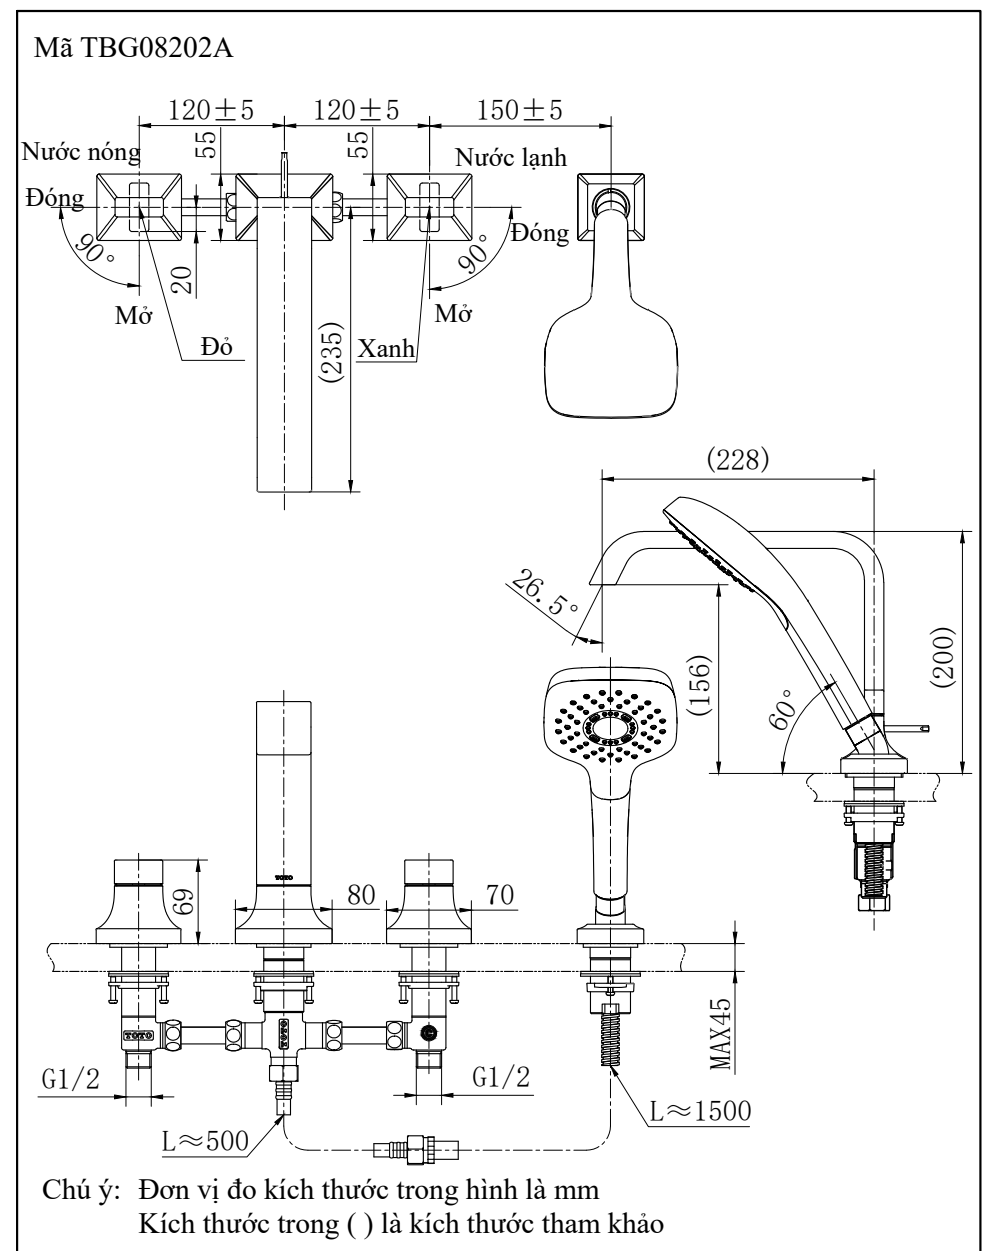 Mã TBG08202A
120±5
120±5
150±5
55
55
Nước nóng
Nước lạnh
Đóng
Đóng
90°
90°
20
Mở
Mở
Đỏ
(235)
Xanh
(228)
26.5°
(156)
(200)
60°
TOTO
69
80
70
MAX45
TOTO
TOTO
G1/2
G1/2
L≈500
L≈1500
Chú ý: Đơn vị đo kích thước trong hình là mm
Kích thước trong ( ) là kích thước tham khảo